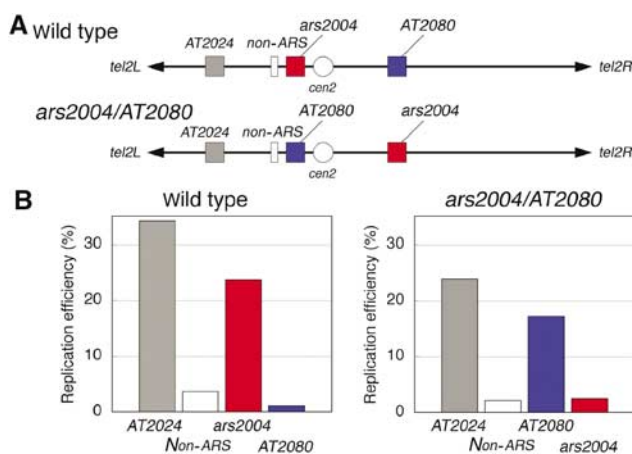 A Wild type
ars2004
AT2080
AT2024
non-ARS
tel2L
cen2
tel2R
ars2004/AT2080
AT2080
ars2004
AT2024
non-ARS
tel2L
cen2
tel2R
B
Wild type
Replication efficiency (%)
30
20
10
0
AT2024 ars2004
Non-ARS AT2080
ars2004/AT2080
Replication efficiency (%)
30
20
10
0
AT2024 AT2080
Non-ARS ars2004